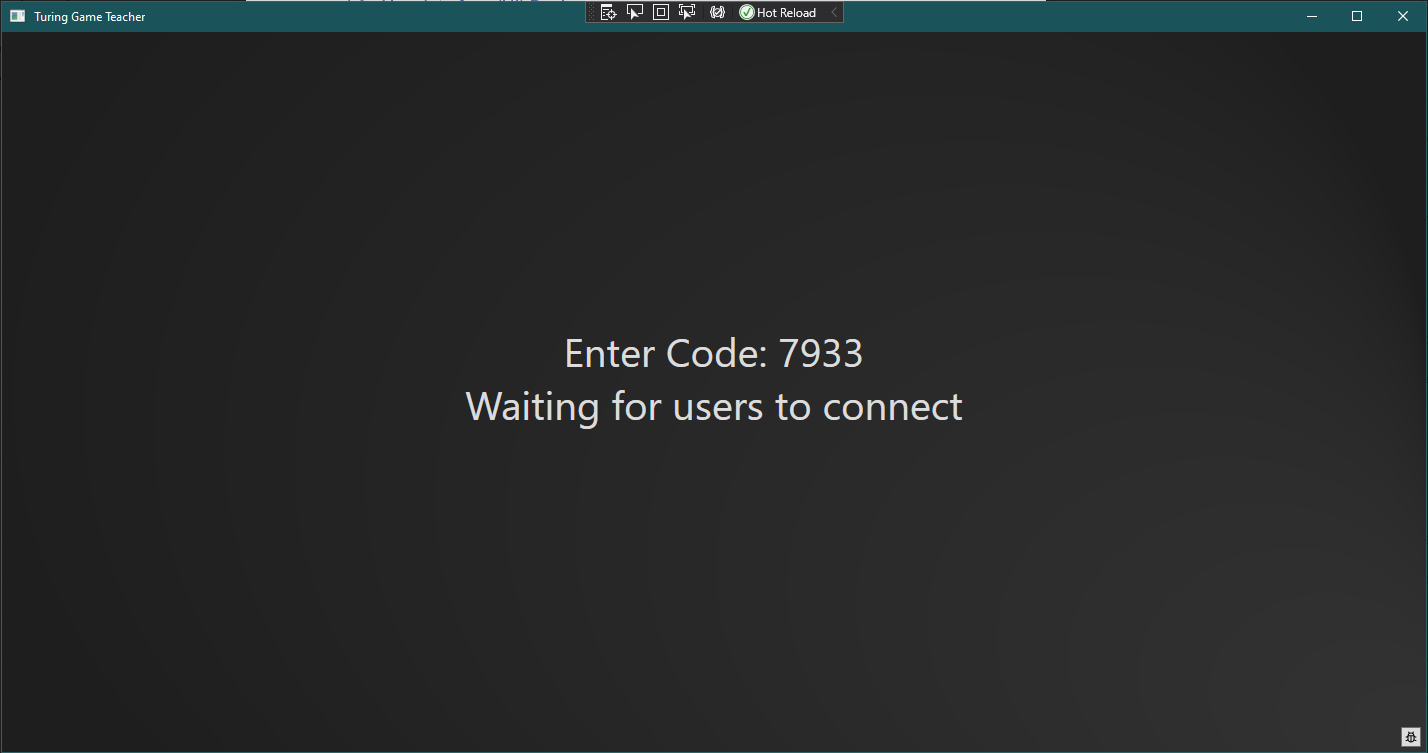 Turing Game Teacher
Hot Reload
Enter Code: 7933
Waiting for users to connect